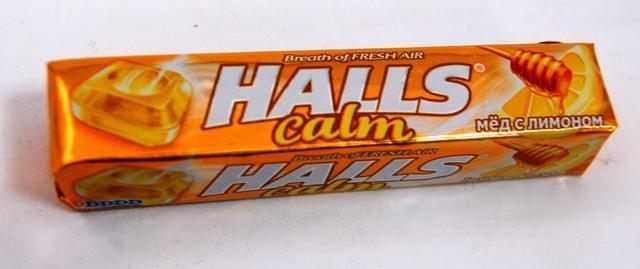 Breath of FRESH AIR
HALLS
calm
МЁД С ЛИМОНОМ
Breath of FRESH AIR
HALLS
calm